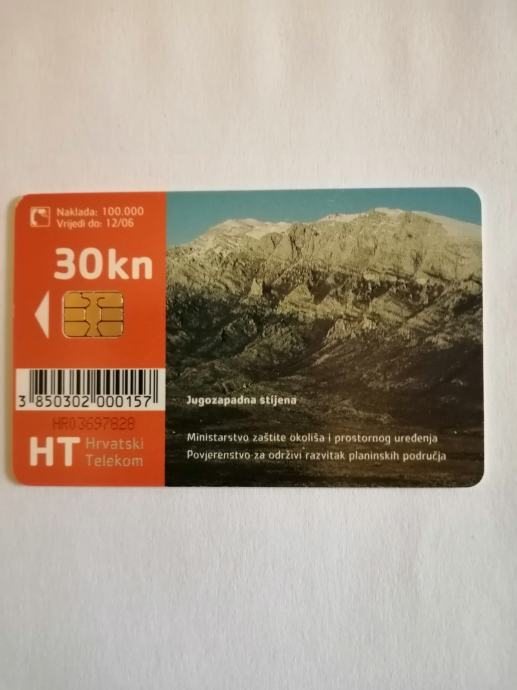 Naklada: 100.000
Vrijedi do: 12/06
30kn
3 850302 000157
HR03697828
HT Hrvatski
Telekom
Jugozapadna stijena
Ministarstvo zaštite okoliša i prostornog uređenja
Povjerenstvo za održivi razvitak planinskih područja